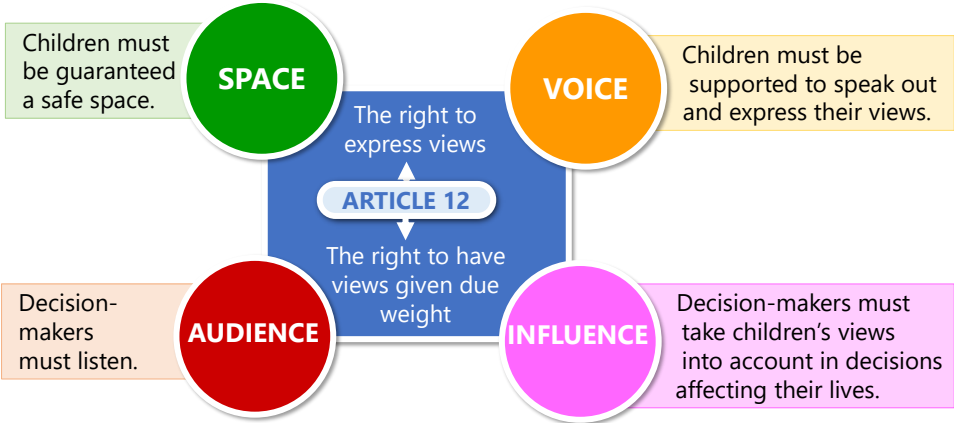 Children must
be guaranteed
a safe space.
SPACE
VOICE
Children must be
supported to speak out
and express their views.
The right to
express views
ARTICLE 12
The right to have
views given due
weight
Decision-
makers
must listen.
AUDIENCE
INFLUENCE
Decision-makers must
take children’s views
into account in decisions
affecting their lives.